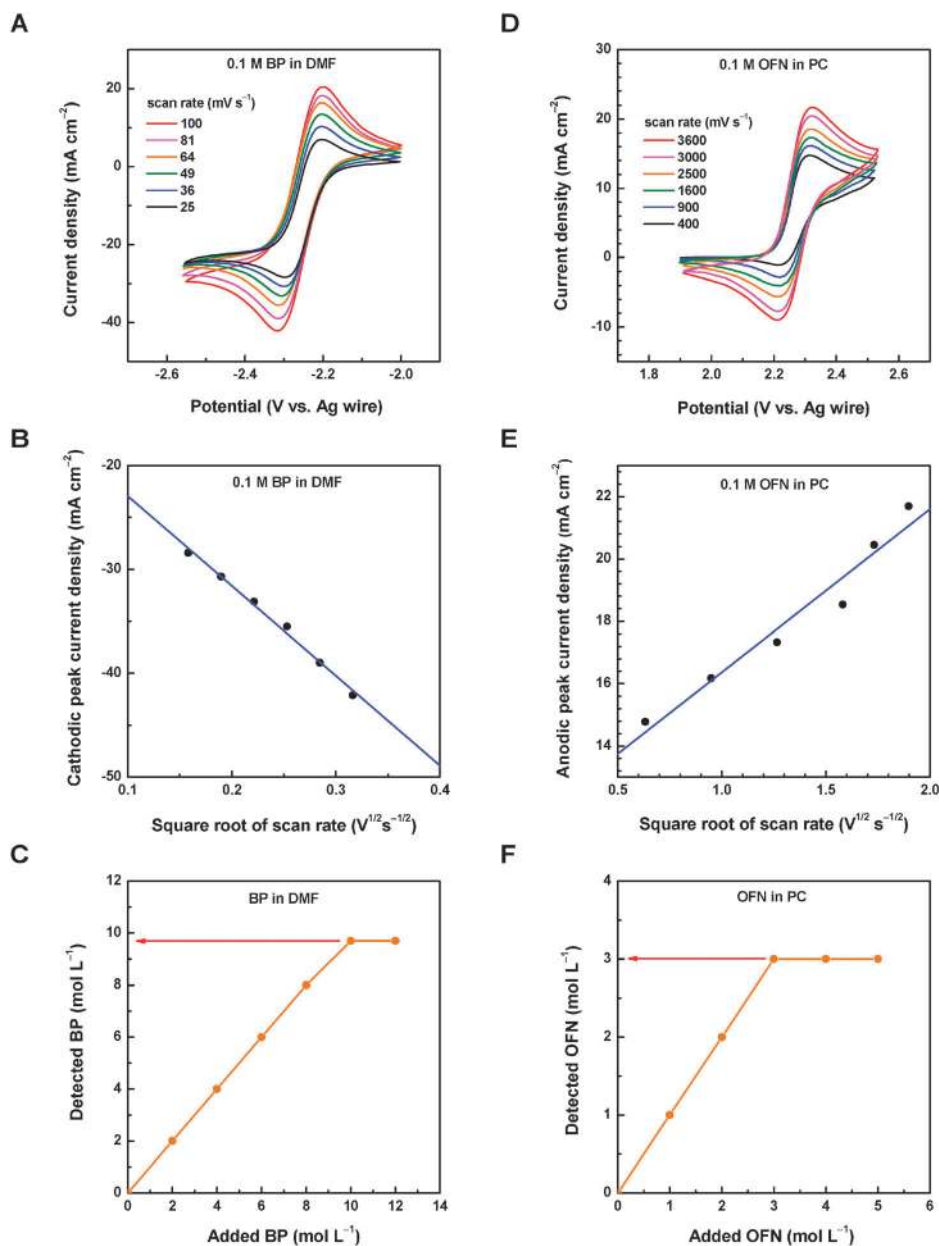 A
0.1 M BP in DMF
scan rate (mV s⁻¹)
100
81
64
49
36
25
20
0
-20
-40
Current density (mA cm⁻²)
-2.6 -2.4 -2.2 -2.0
Potential (V vs. Ag wire)
D
0.1 M OFN in PC
scan rate (mV s⁻¹)
3600
3000
2500
1600
900
400
30
20
10
0
-10
Current density (mA cm⁻²)
1.8 2.0 2.2 2.4 2.6
Potential (V vs. Ag wire)
B
0.1 M BP in DMF
-20
-30
-40
-50
Cathodic peak current density (mA cm⁻²)
0.1 0.2 0.3 0.4
Square root of scan rate (V¹ᐟ²s⁻¹ᐟ²)
E
0.1 M OFN in PC
22
20
18
16
14
Anodic peak current density (mA cm⁻²)
0.5 1.0 1.5 2.0
Square root of scan rate (V¹ᐟ² s⁻¹ᐟ²)
C
BP in DMF
12
10
8
6
4
2
0
Detected BP (mol L⁻¹)
0 2 4 6 8 10 12 14
Added BP (mol L⁻¹)
F
OFN in PC
4
3
2
1
0
Detected OFN (mol L⁻¹)
0 1 2 3 4 5 6
Added OFN (mol L⁻¹)